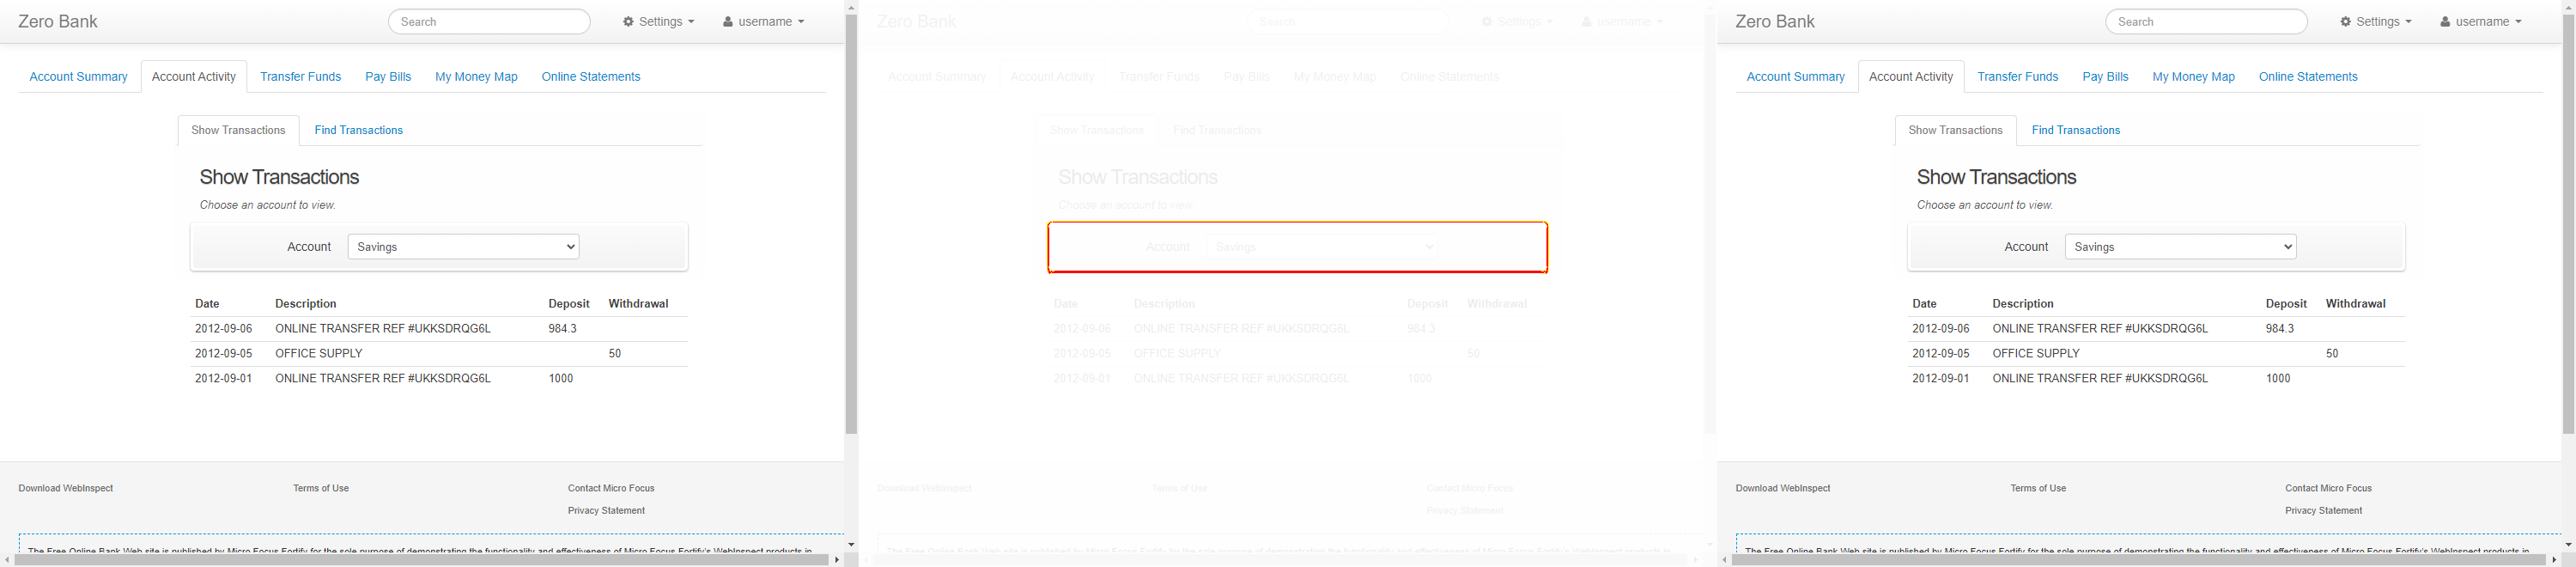 Zero Bank Search Settings username
Account Summary Account Activity Transfer Funds Pay Bills My Money Map Online Statements
Show Transactions Find Transactions
Show Transactions
Choose an account to view.
Account Savings
Date Description Deposit Withdrawal
2012-09-06 ONLINE TRANSFER REF #UKKSDRQG6L 984.3
2012-09-05 OFFICE SUPPLY 50
2012-09-01 ONLINE TRANSFER REF #UKKSDRQG6L 1000
Download WebInspect Terms of Use Contact Micro Focus
Privacy Statement
The Free Online Bank Web site is published by Micro Focus Fortify for the sole purpose of demonstrating the functionality and effectiveness of Micro Focus Fortify's WebInspect products in
Zero Bank Search Settings username
Account Summary Account Activity Transfer Funds Pay Bills My Money Map Online Statements
Show Transactions Find Transactions
Show Transactions
Choose an account to view.
Account Savings
Date Description Deposit Withdrawal
2012-09-06 ONLINE TRANSFER REF #UKKSDRQG6L 984.3
2012-09-05 OFFICE SUPPLY 50
2012-09-01 ONLINE TRANSFER REF #UKKSDRQG6L 1000
Download WebInspect Terms of Use Contact Micro Focus
Privacy Statement
The Free Online Bank Web site is published by Micro Focus Fortify for the sole purpose of demonstrating the functionality and effectiveness of Micro Focus Fortify's WebInspect products in
Zero Bank Search Settings username
Account Summary Account Activity Transfer Funds Pay Bills My Money Map Online Statements
Show Transactions Find Transactions
Show Transactions
Choose an account to view.
Account Savings
Date Description Deposit Withdrawal
2012-09-06 ONLINE TRANSFER REF #UKKSDRQG6L 984.3
2012-09-05 OFFICE SUPPLY 50
2012-09-01 ONLINE TRANSFER REF #UKKSDRQG6L 1000
Download WebInspect Terms of Use Contact Micro Focus
Privacy Statement
The Free Online Bank Web site is published by Micro Focus Fortify for the sole purpose of demonstrating the functionality and effectiveness of Micro Focus Fortify's WebInspect products in